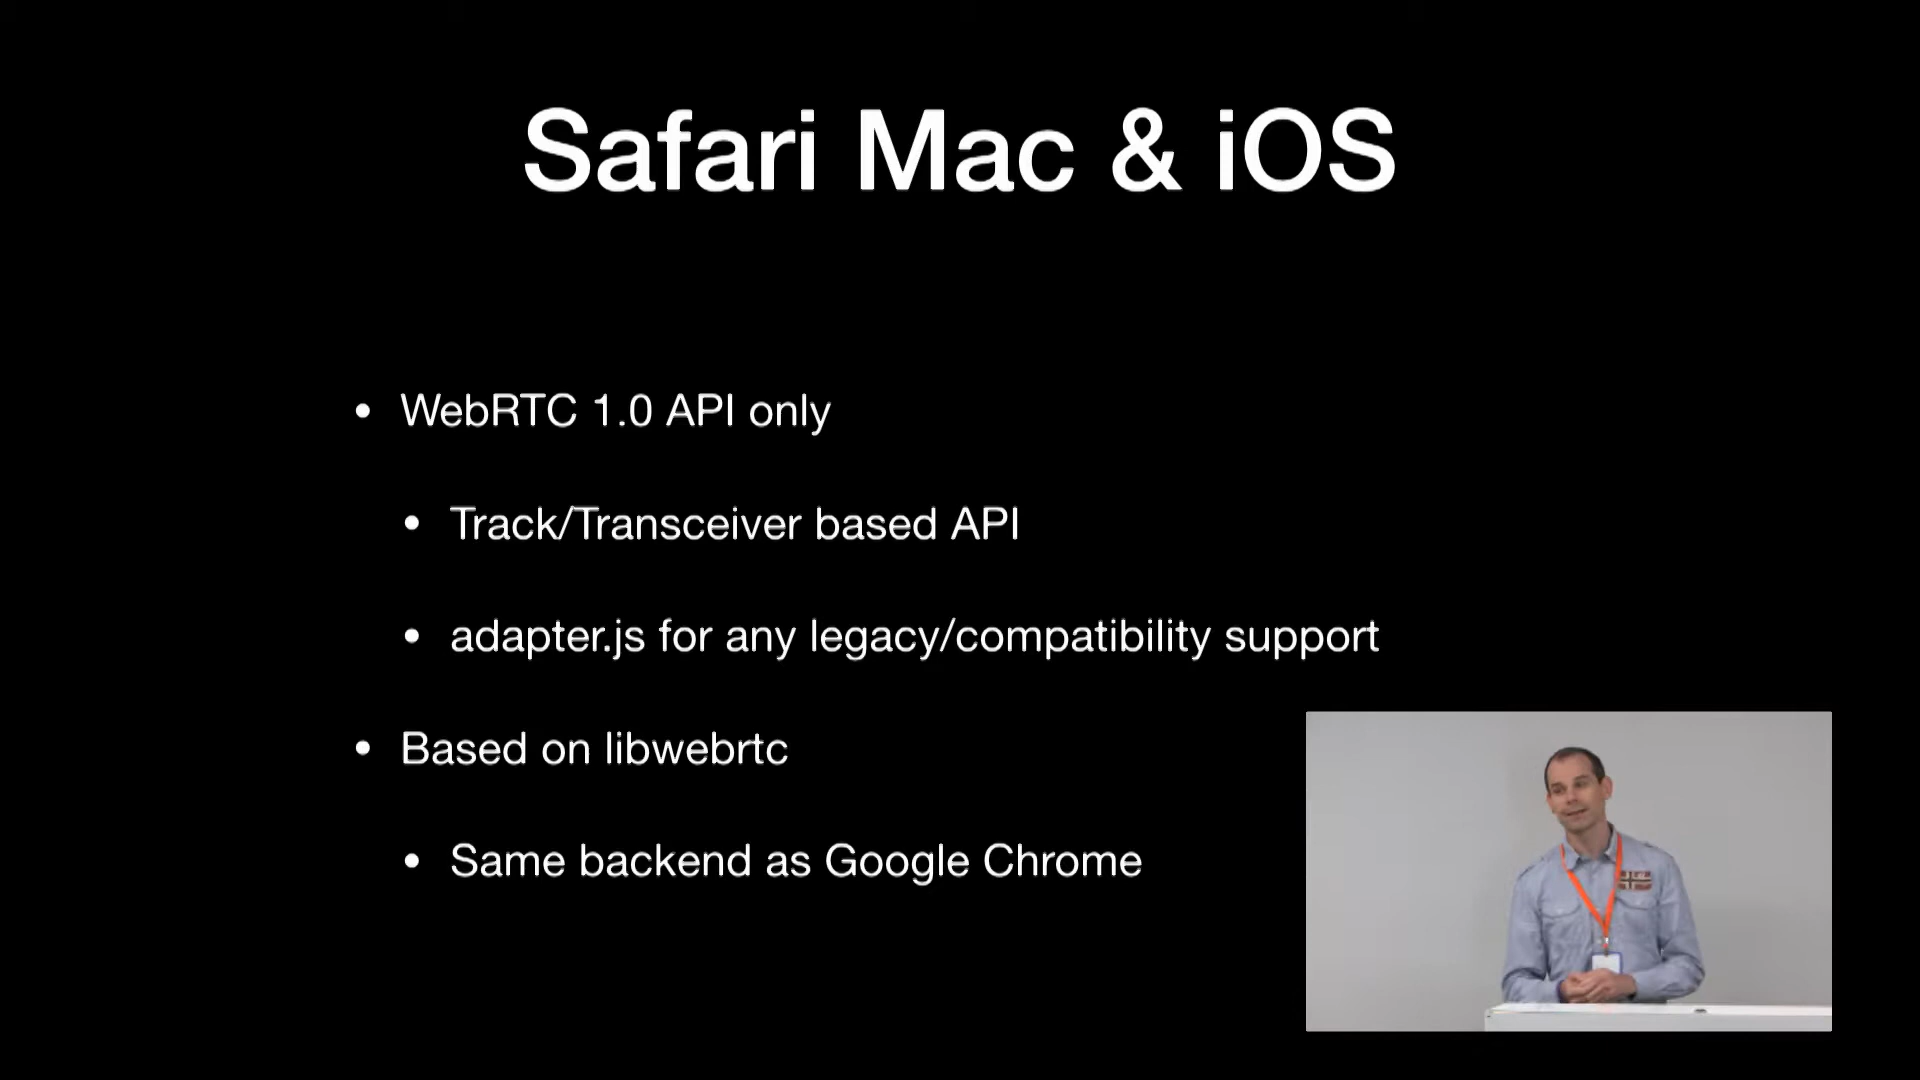 Safari Mac & iOS
• WebRTC 1.0 API only
• Track/Transceiver based API
• adapter.js for any legacy/compatibility support
• Based on libwebrtc
• Same backend as Google Chrome